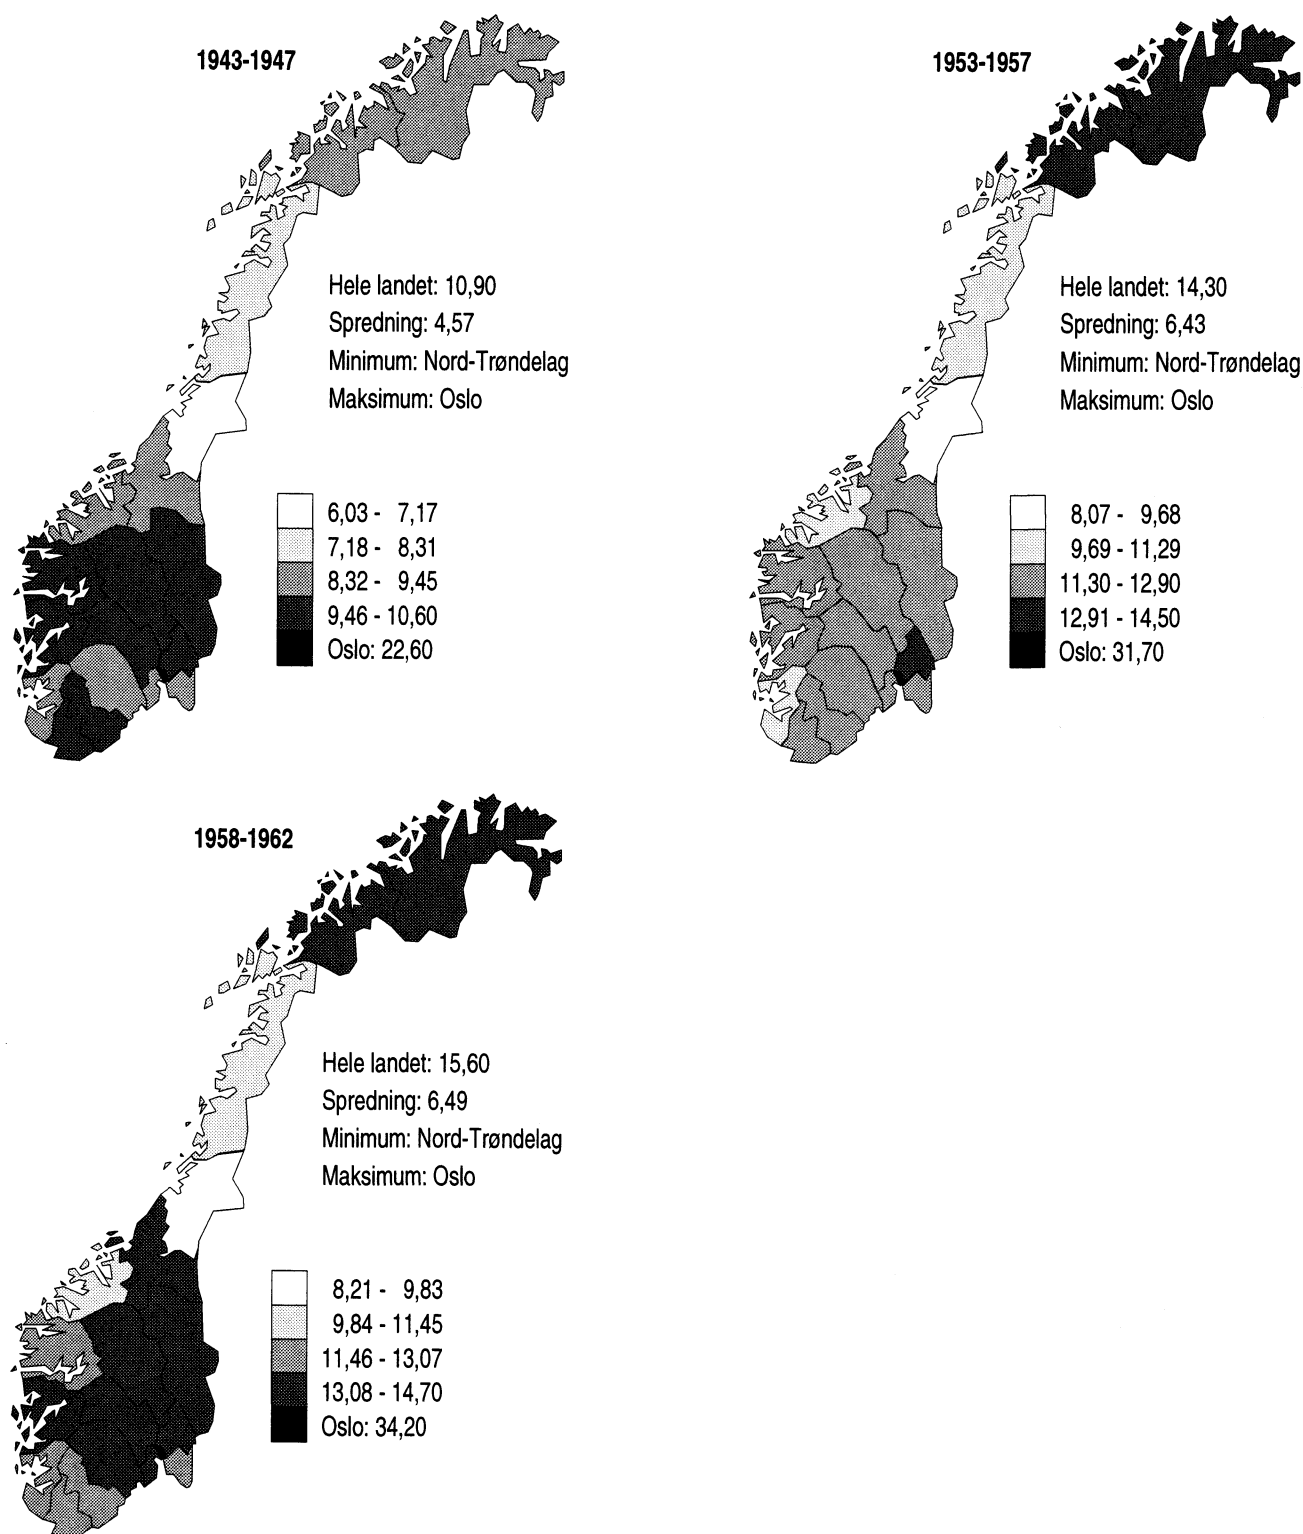 1943-1947
Hele landet: 10,90
Spredning: 4,57
Minimum: Nord-Trøndelag
Maksimum: Oslo
6,03 - 7,17
7,18 - 8,31
8,32 - 9,45
9,46 - 10,60
Oslo: 22,60
1953-1957
Hele landet: 14,30
Spredning: 6,43
Minimum: Nord-Trøndelag
Maksimum: Oslo
8,07 - 9,68
9,69 - 11,29
11,30 - 12,90
12,91 - 14,50
Oslo: 31,70
1958-1962
Hele landet: 15,60
Spredning: 6,49
Minimum: Nord-Trøndelag
Maksimum: Oslo
8,21 - 9,83
9,84 - 11,45
11,46 - 13,07
13,08 - 14,70
Oslo: 34,20